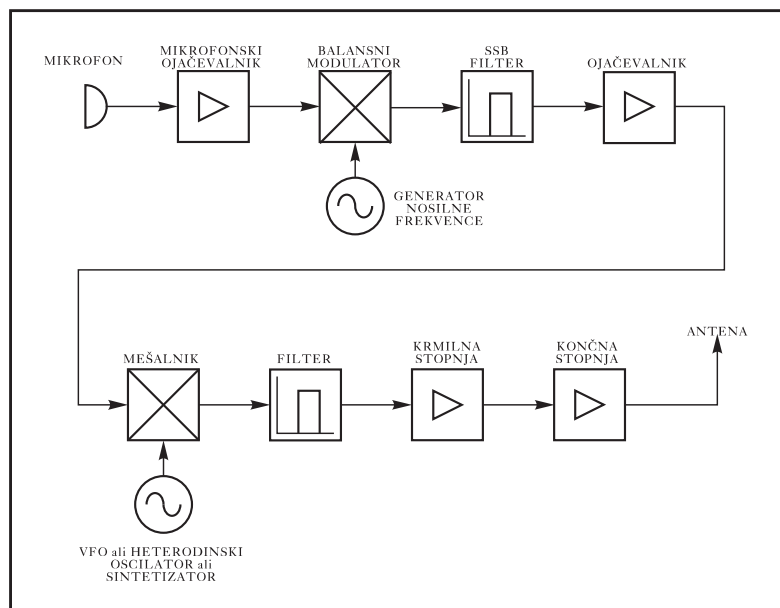 MIKROFON
MIKROFONSKI
OJAČEVALNIK
BALANSNI
MODULATOR
SSB
FILTER
OJAČEVALNIK
GENERATOR
NOSILNE
FREKVENCE
MEŠALNIK
FILTER
KRMILNA
STOPNJA
KONČNA
STOPNJA
ANTENA
VFO ali HETERODINSKI
OSCILATOR ali
SINTETIZATOR